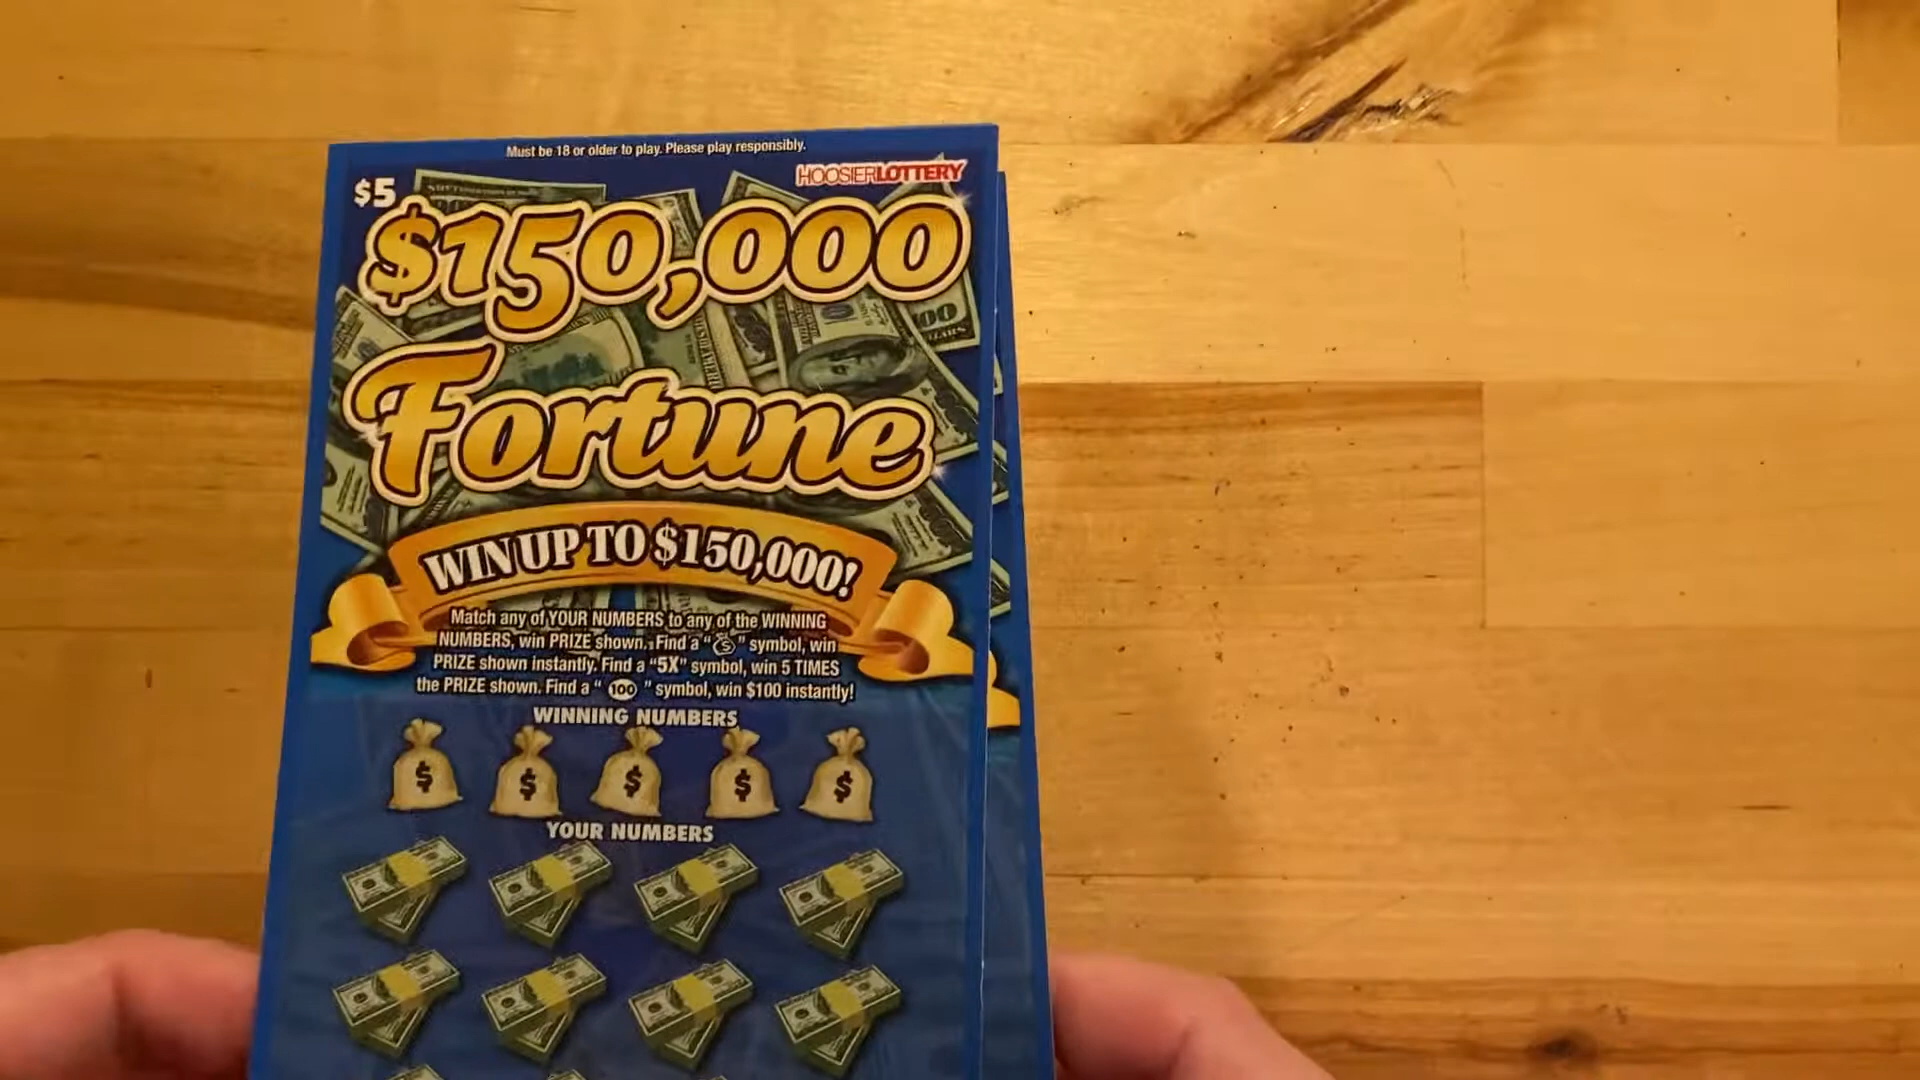 Must be 18 or older to play. Please play responsibly.
HOOSIERLOTTERY
$5
$150,000
Fortune
WIN UP TO $150,000!
Match any of YOUR NUMBERS to any of the WINNING
NUMBERS, win PRIZE shown. Find a " " symbol, win
PRIZE shown instantly. Find a "5X" symbol, win 5 TIMES
the PRIZE shown. Find a " 100 " symbol, win $100 instantly!
WINNING NUMBERS
$ $ $ $ $
YOUR NUMBERS